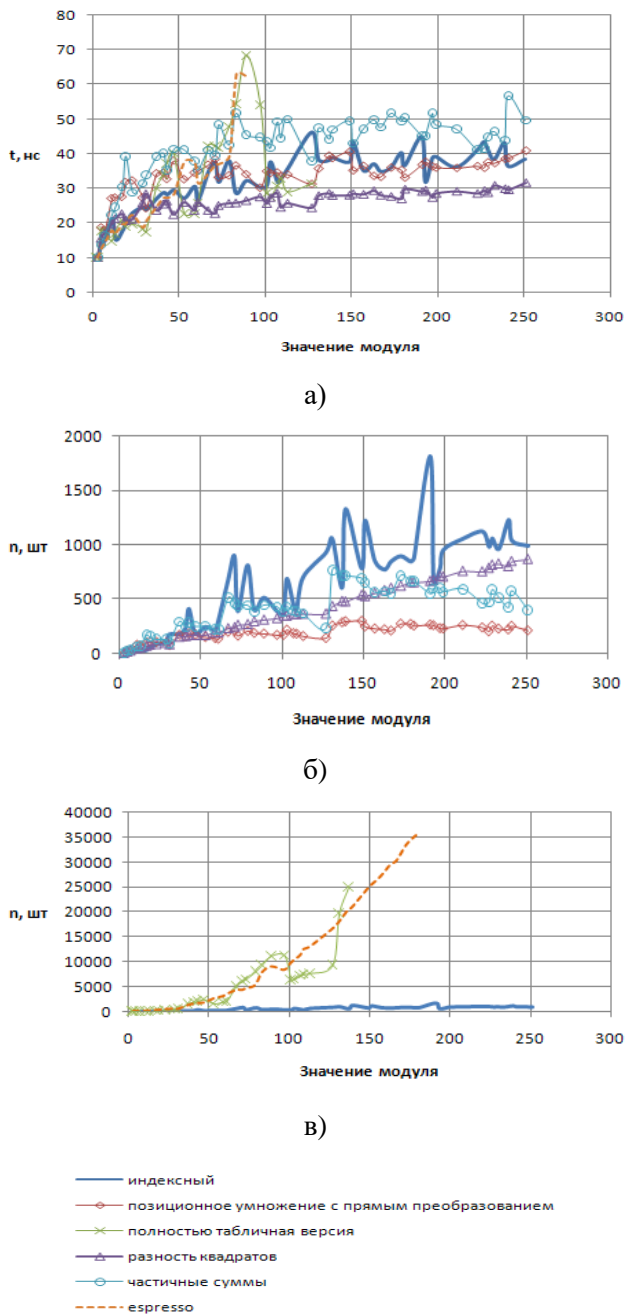 80
70
60
50
t, нс 40
30
20
10
0
0 50 100 150 200 250 300
Значение модуля
а)
2000
1500
n, шт 1000
500
0
0 50 100 150 200 250 300
Значение модуля
б)
40000
35000
30000
25000
n, шт 20000
15000
10000
5000
0
0 50 100 150 200 250 300
Значение модуля
в)
индексный
позиционное умножение с прямым преобразованием
полностью табличная версия
разность квадратов
частичные суммы
espresso